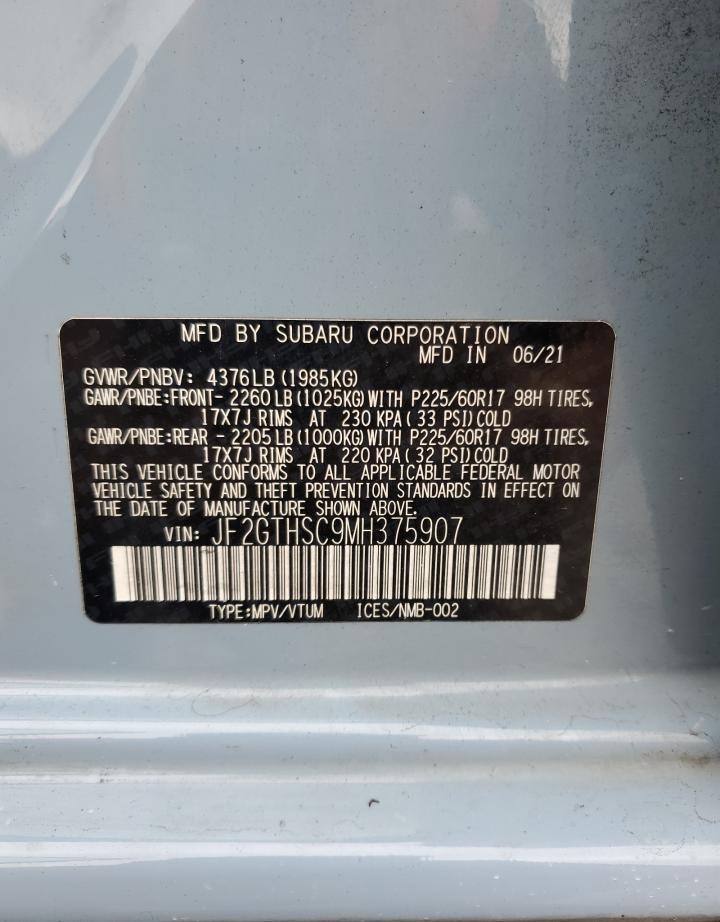 MFD BY SUBARU CORPORATION
MFD IN 06/21
GVWR/PNBV: 4376LB (1985KG)
GAWR/PNBE:FRONT- 2260 LB (1025KG) WITH P225/60R17 98H TIRES,
17X7J RIMS AT 230 KPA ( 33 PSI) COLD
GAWR/PNBE:REAR - 2205 LB (1000KG) WITH P225/60R17 98H TIRES,
17X7J RIMS AT 220 KPA ( 32 PSI) COLD
THIS VEHICLE CONFORMS TO ALL APPLICABLE FEDERAL MOTOR
VEHICLE SAFETY AND THEFT PREVENTION STANDARDS IN EFFECT ON
THE DATE OF MANUFACTURE SHOWN ABOVE.
VIN: JF2GTHSC9MH375907
TYPE:MPV/VTUM ICES/NMB-002